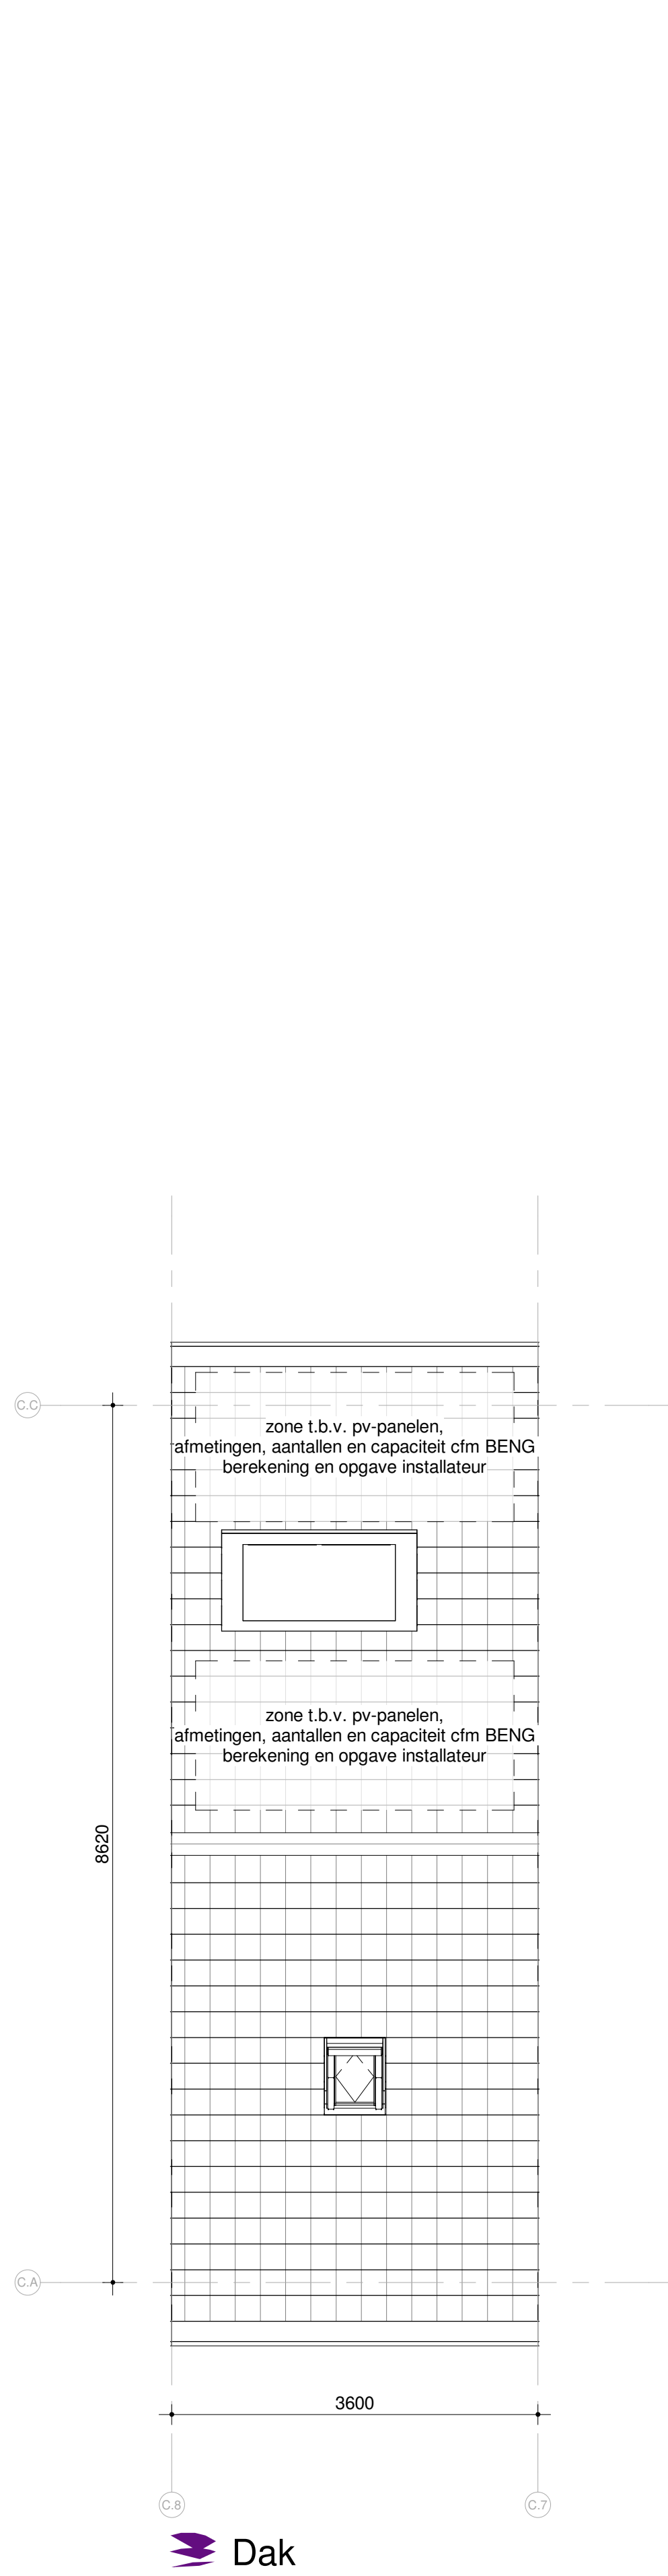 C.C
zone t.b.v. pv-panelen,
afmetingen, aantallen en capaciteit cfm BENG
berekening en opgave installateur
zone t.b.v. pv-panelen,
afmetingen, aantallen en capaciteit cfm BENG
berekening en opgave installateur
8620
C.A
3600
C.8
C.7
Dak